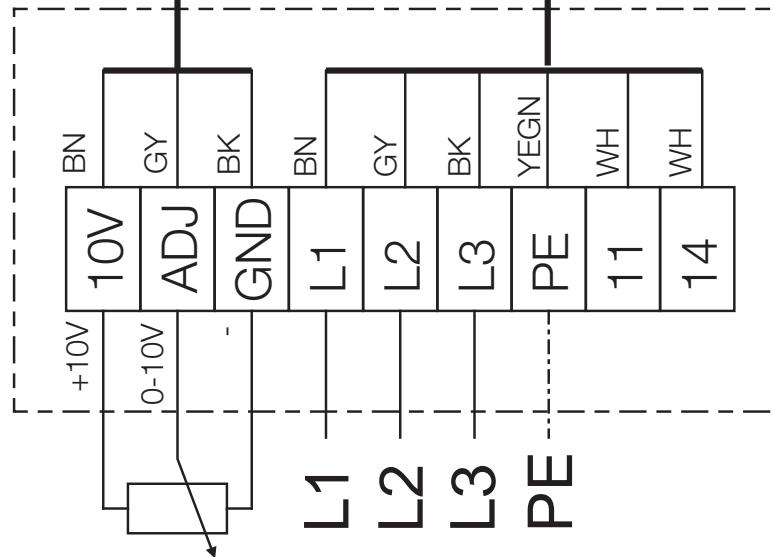 BN GY BK BN GY BK YEGN WH WH
10V ADJ GND L1 L2 L3 PE 11 14
+10V 0-10V -
L1 L2 L3 PE